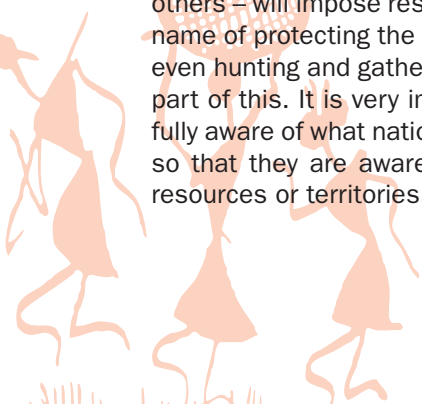 others – will impose res
name of protecting the
even hunting and gathe
part of this. It is very in
fully aware of what natio
so that they are aware
resources or territories